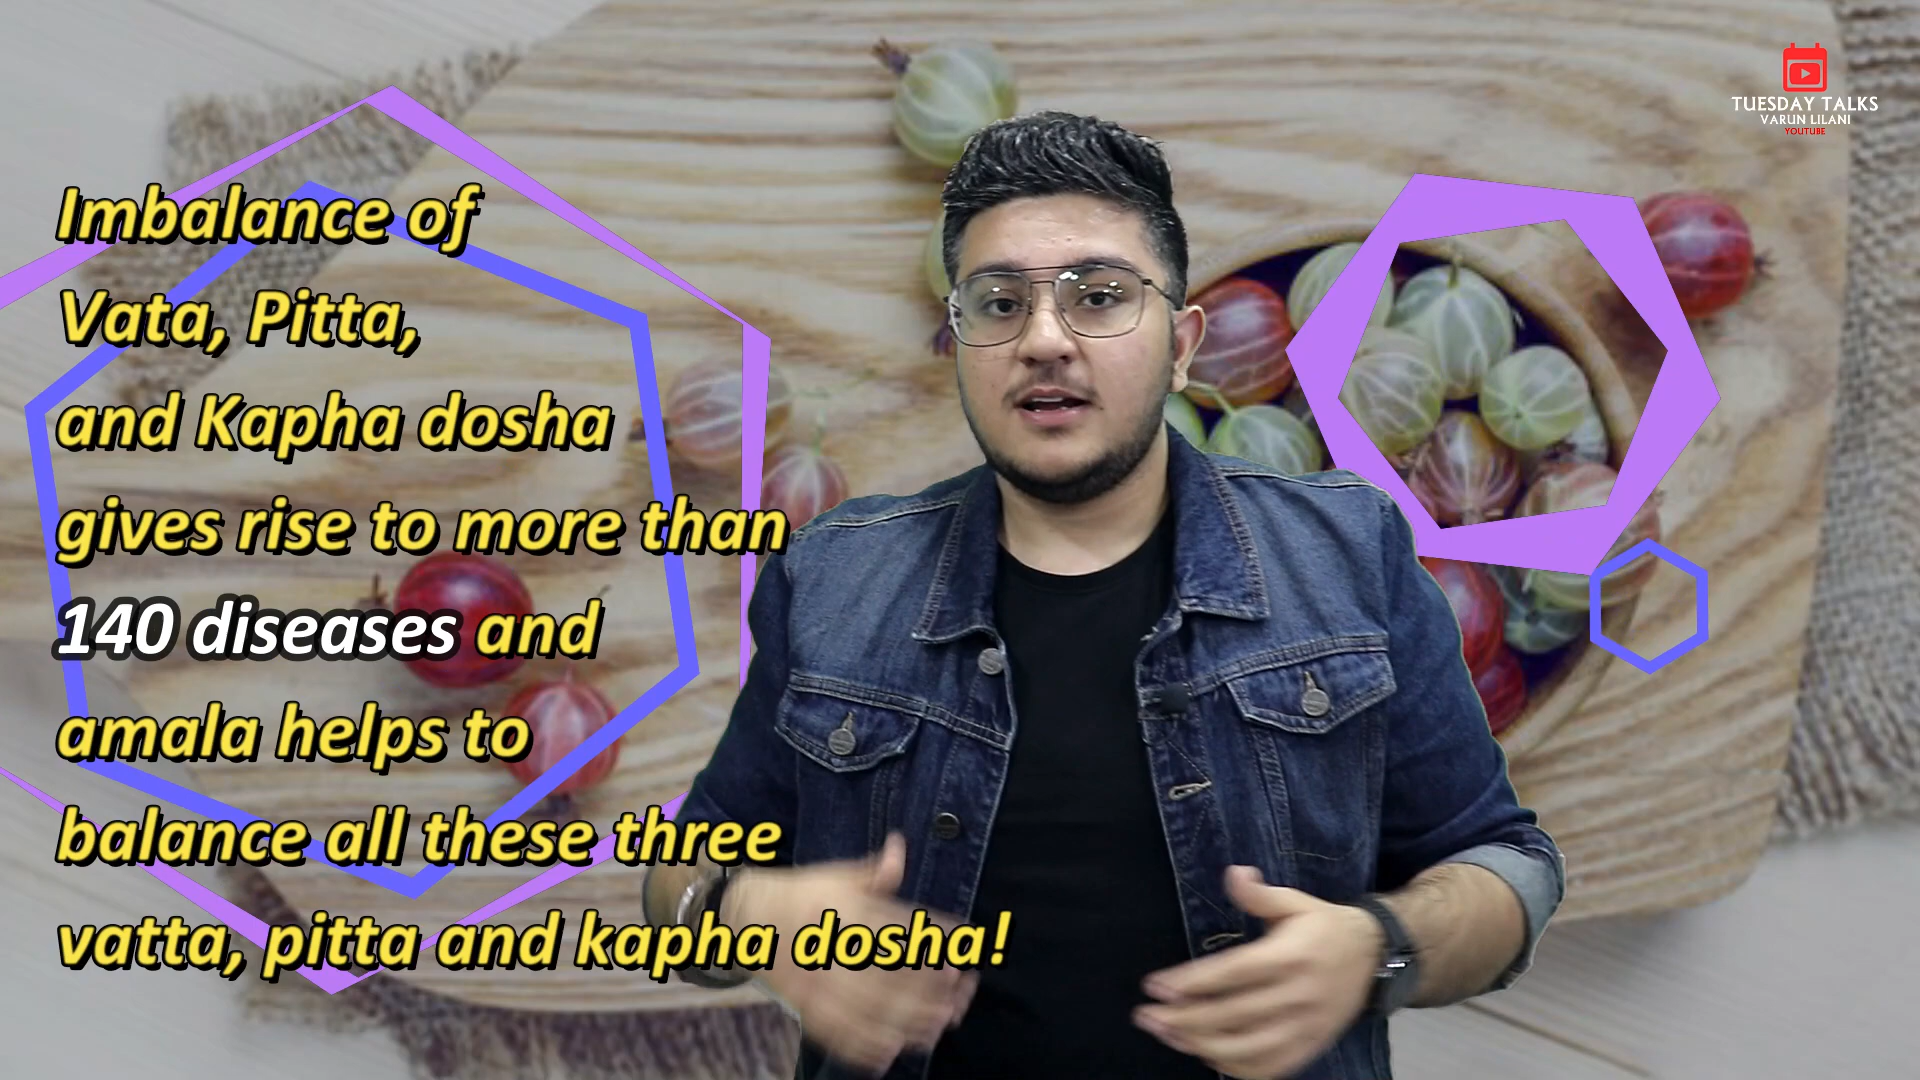 Imbalance of
Vata, Pitta,
and Kapha dosha
gives rise to more than
140 diseases and
amala helps to
balance all these three
vatta, pitta and kapha dosha!
TUESDAY TALKS
VARUN LILANI
YOUTUBE